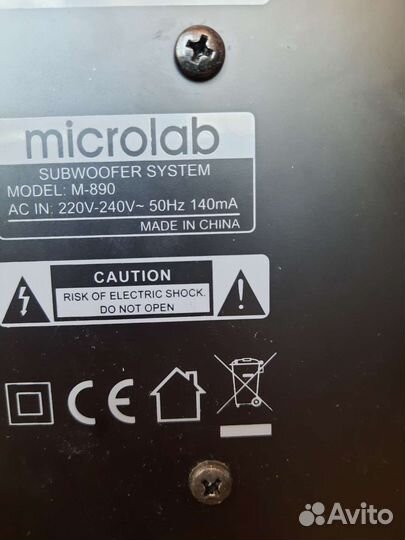 microlab
SUBWOOFER SYSTEM
MODEL: M-890
AC IN: 220V-240V~ 50Hz 140mA
MADE IN CHINA
CAUTION
RISK OF ELECTRIC SHOCK.
DO NOT OPEN
CE
Avito